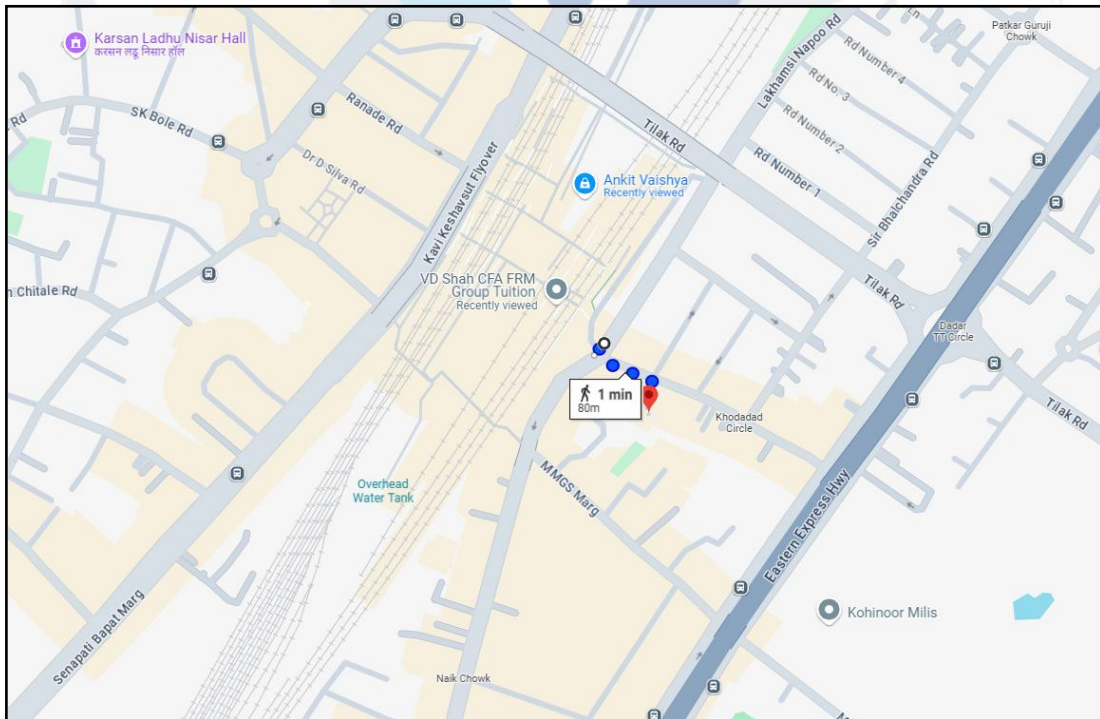 Karsan Ladhu Nisar Hall
करसन लढू निसार हॉल
Patkar Guruji
Chowk
Ln
Lakhamsi Napoo Rd
Rd Number 4
Rd No. 3
Rd Number 2
Rd Number 1
Ranade Rd
Rd
SK Bole Rd
Dr D Silva Rd
Kavi Keshavsut Flyover
Tilak Rd
Sir Bhalchandra Rd
Ankit Vaishya
Recently viewed
VD Shah CFA FRM
Group Tuition
Recently viewed
n Chitale Rd
Tilak Rd
Dadar
TT Circle
Tilak Rd
1 min
80m
Khodadad
Circle
MMGS Marg
Overhead
Water Tank
Eastern Express Hwy
Kohinoor Milis
Senapati Bapat Marg
Naik Chowk
M